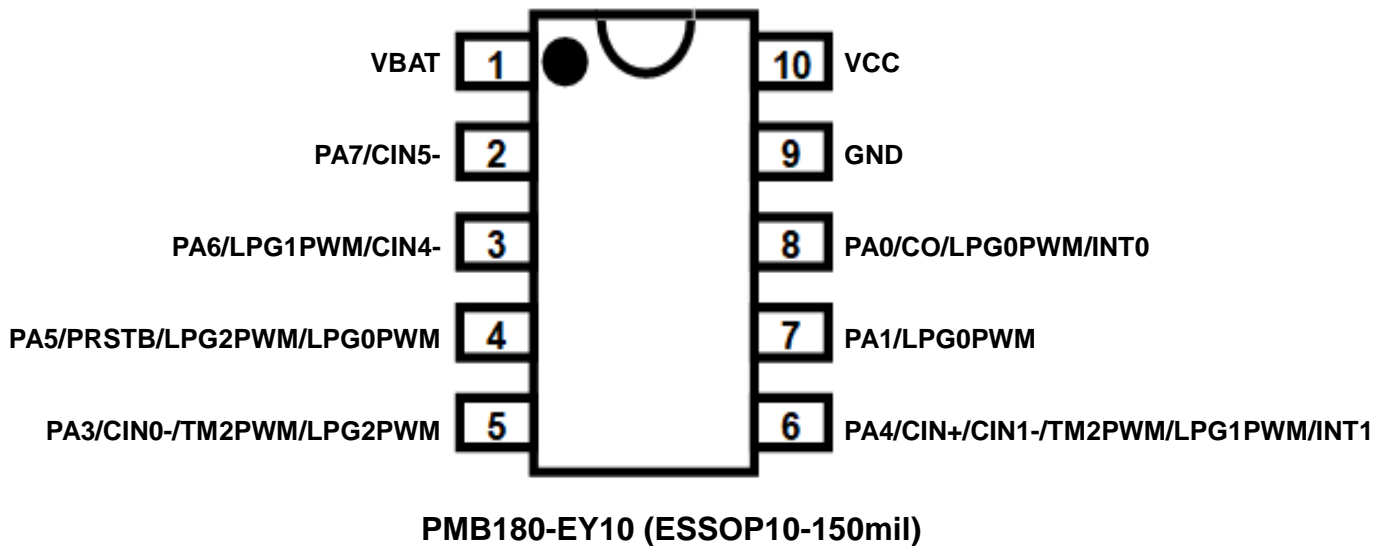 VBAT 1 10 VCC
PA7/CIN5- 2 9 GND
PA6/LPG1PWM/CIN4- 3 8 PA0/CO/LPG0PWM/INT0
PA5/PRSTB/LPG2PWM/LPG0PWM 4 7 PA1/LPG0PWM
PA3/CIN0-/TM2PWM/LPG2PWM 5 6 PA4/CIN+/CIN1-/TM2PWM/LPG1PWM/INT1
PMB180-EY10 (ESSOP10-150mil)